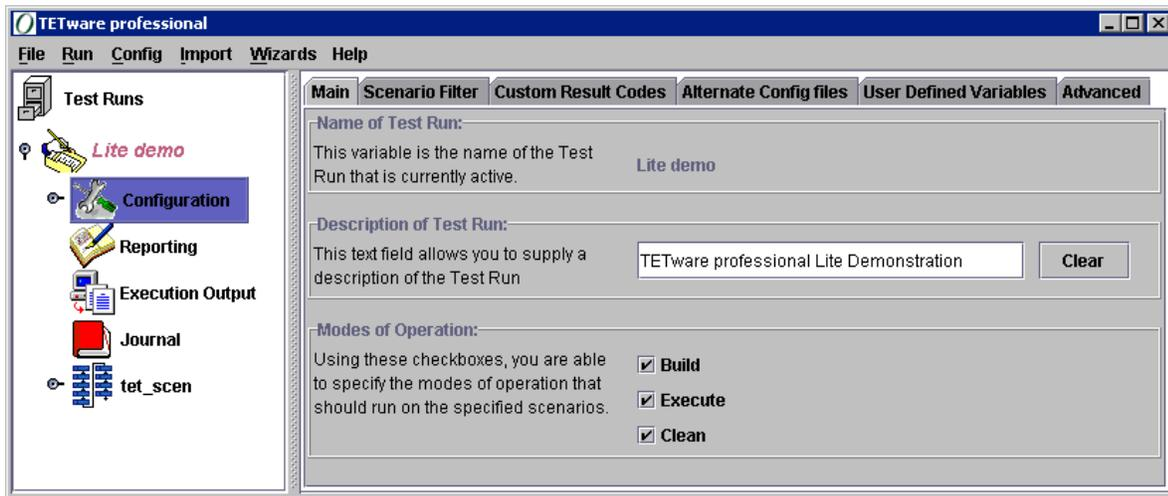 TETware professional
File Run Config Import Wizards Help
Test Runs
Lite demo
Configuration
Reporting
Execution Output
Journal
tet_scen
Main Scenario Filter Custom Result Codes Alternate Config files User Defined Variables Advanced
Name of Test Run:
This variable is the name of the Test
Run that is currently active.
Lite demo
Description of Test Run:
This text field allows you to supply a
description of the Test Run
TETware professional Lite Demonstration
Clear
Modes of Operation:
Using these checkboxes, you are able
to specify the modes of operation that
should run on the specified scenarios.
Build
Execute
Clean